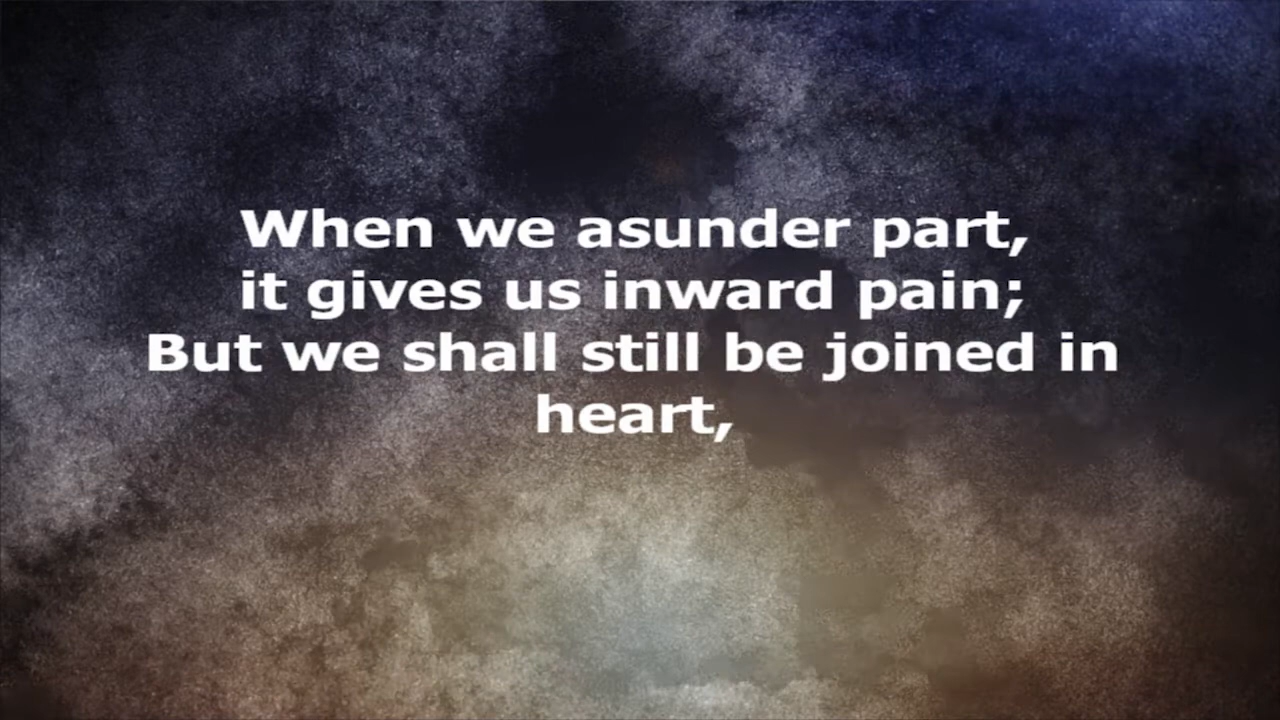 When we asunder part,
it gives us inward pain;
But we shall still be joined in
heart,